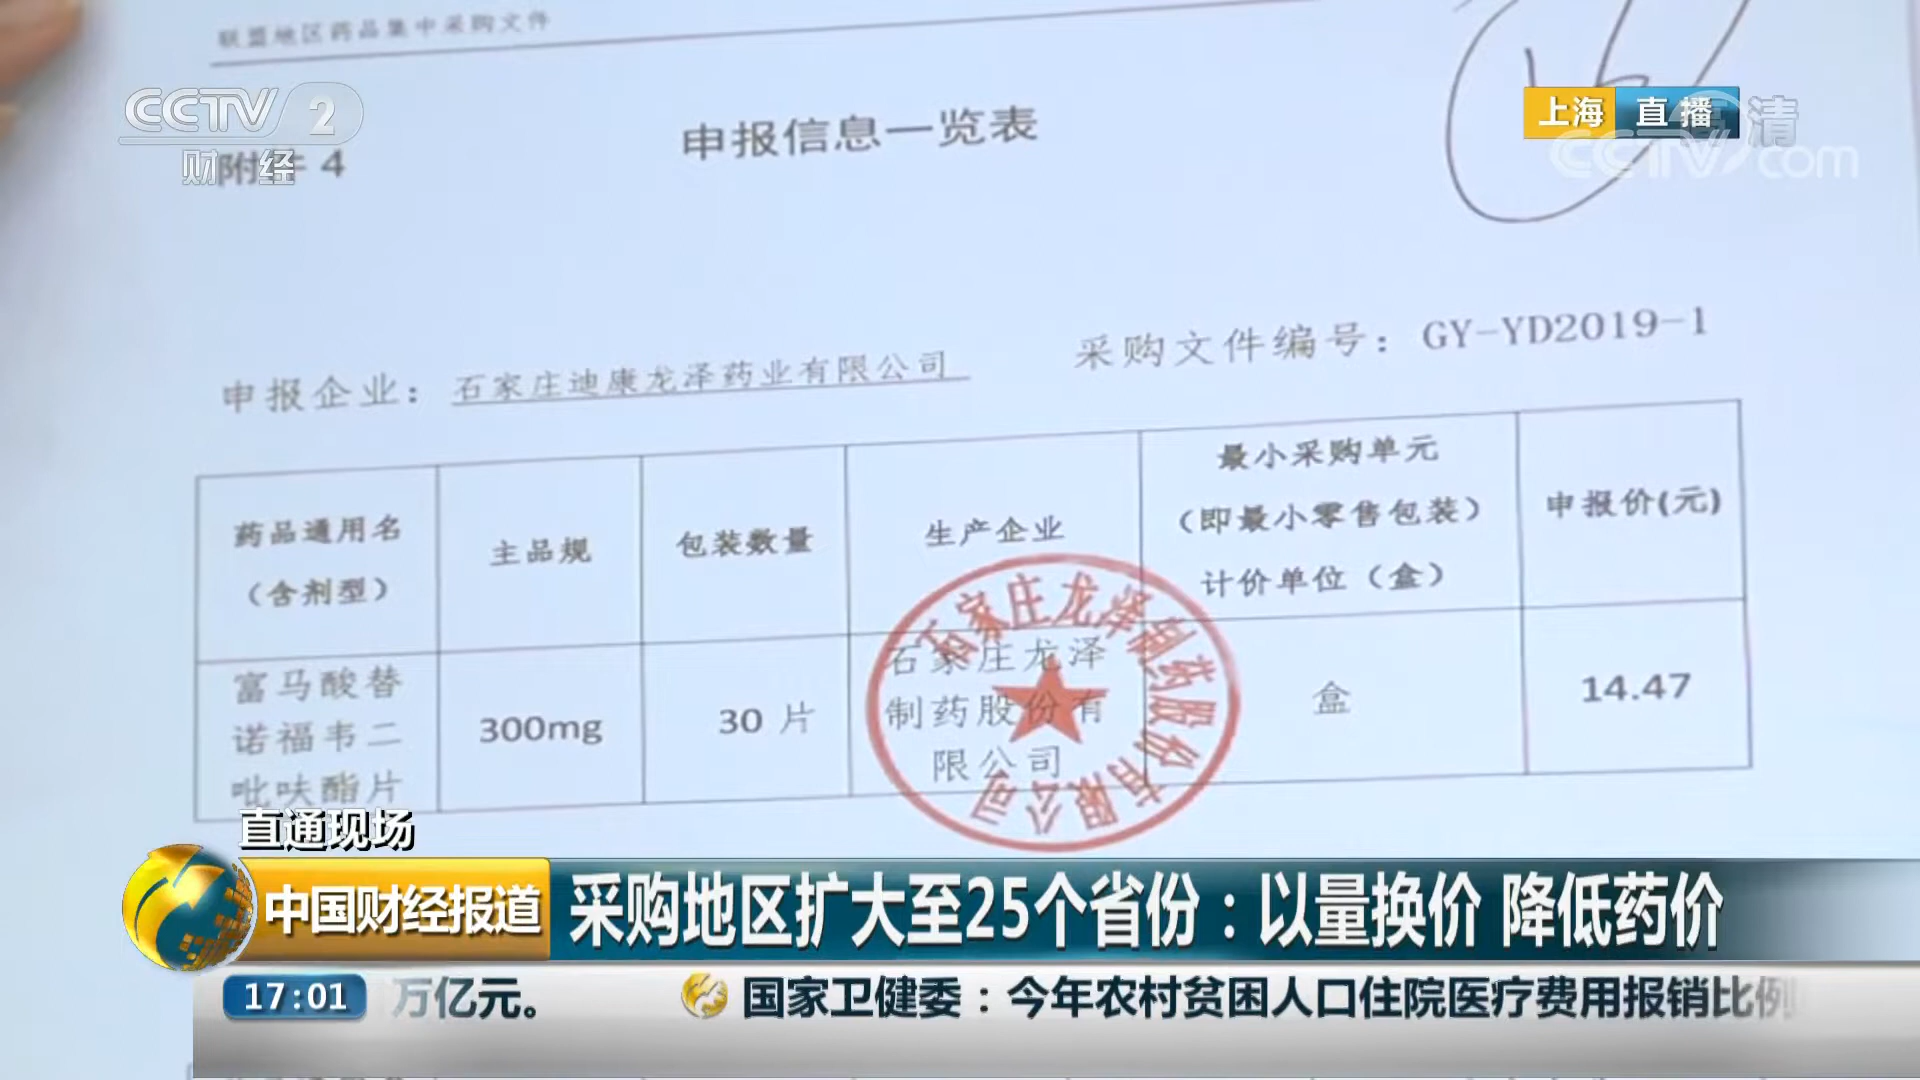 联盟地区药品集中采购文件
CCTV 2
财经
附件 4
申报信息一览表
上海 直播
CCTV.com
申报企业：石家庄迪康龙泽药业有限公司
采购文件编号：GY-YD2019-1
药品通用名
（含剂型）
主品规
包装数量
生产企业
最小采购单元
（即最小零售包装）
计价单位（盒）
申报价(元)
富马酸替
诺福韦二
吡呋酯片
300mg
30 片
石家庄龙泽
制药股份有
限公司
盒
14.47
石家庄龙泽制药股份有限公司
直通现场
中国财经报道
采购地区扩大至25个省份：以量换价 降低药价
17:01
万亿元。
国家卫健委：今年农村贫困人口住院医疗费用报销比例